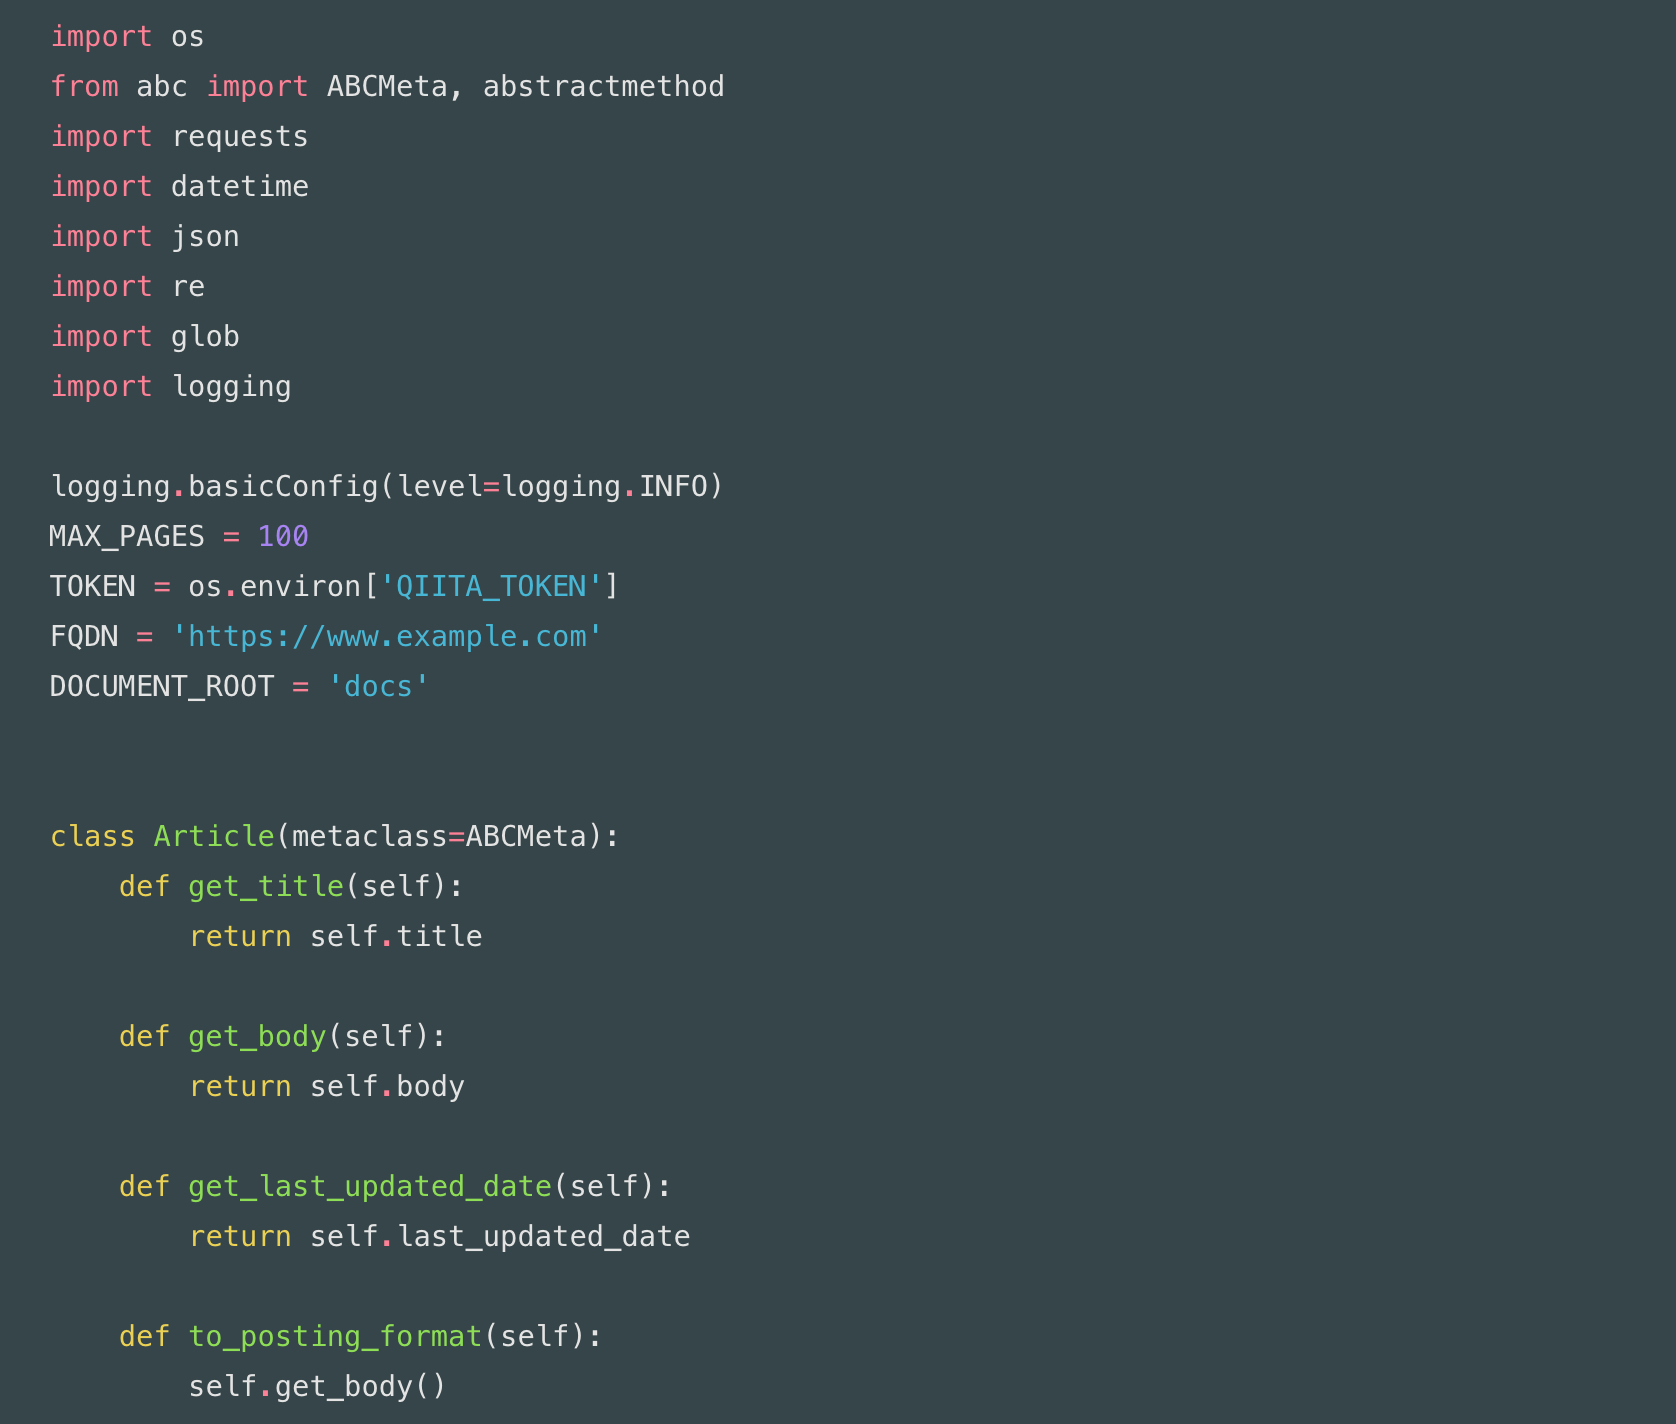 import os
from abc import ABCMeta, abstractmethod
import requests
import datetime
import json
import re
import glob
import logging

logging.basicConfig(level=logging.INFO)
MAX_PAGES = 100
TOKEN = os.environ['QIITA_TOKEN']
FQDN = 'https://www.example.com'
DOCUMENT_ROOT = 'docs'


class Article(metaclass=ABCMeta):
    def get_title(self):
        return self.title

    def get_body(self):
        return self.body

    def get_last_updated_date(self):
        return self.last_updated_date

    def to_posting_format(self):
        self.get_body()